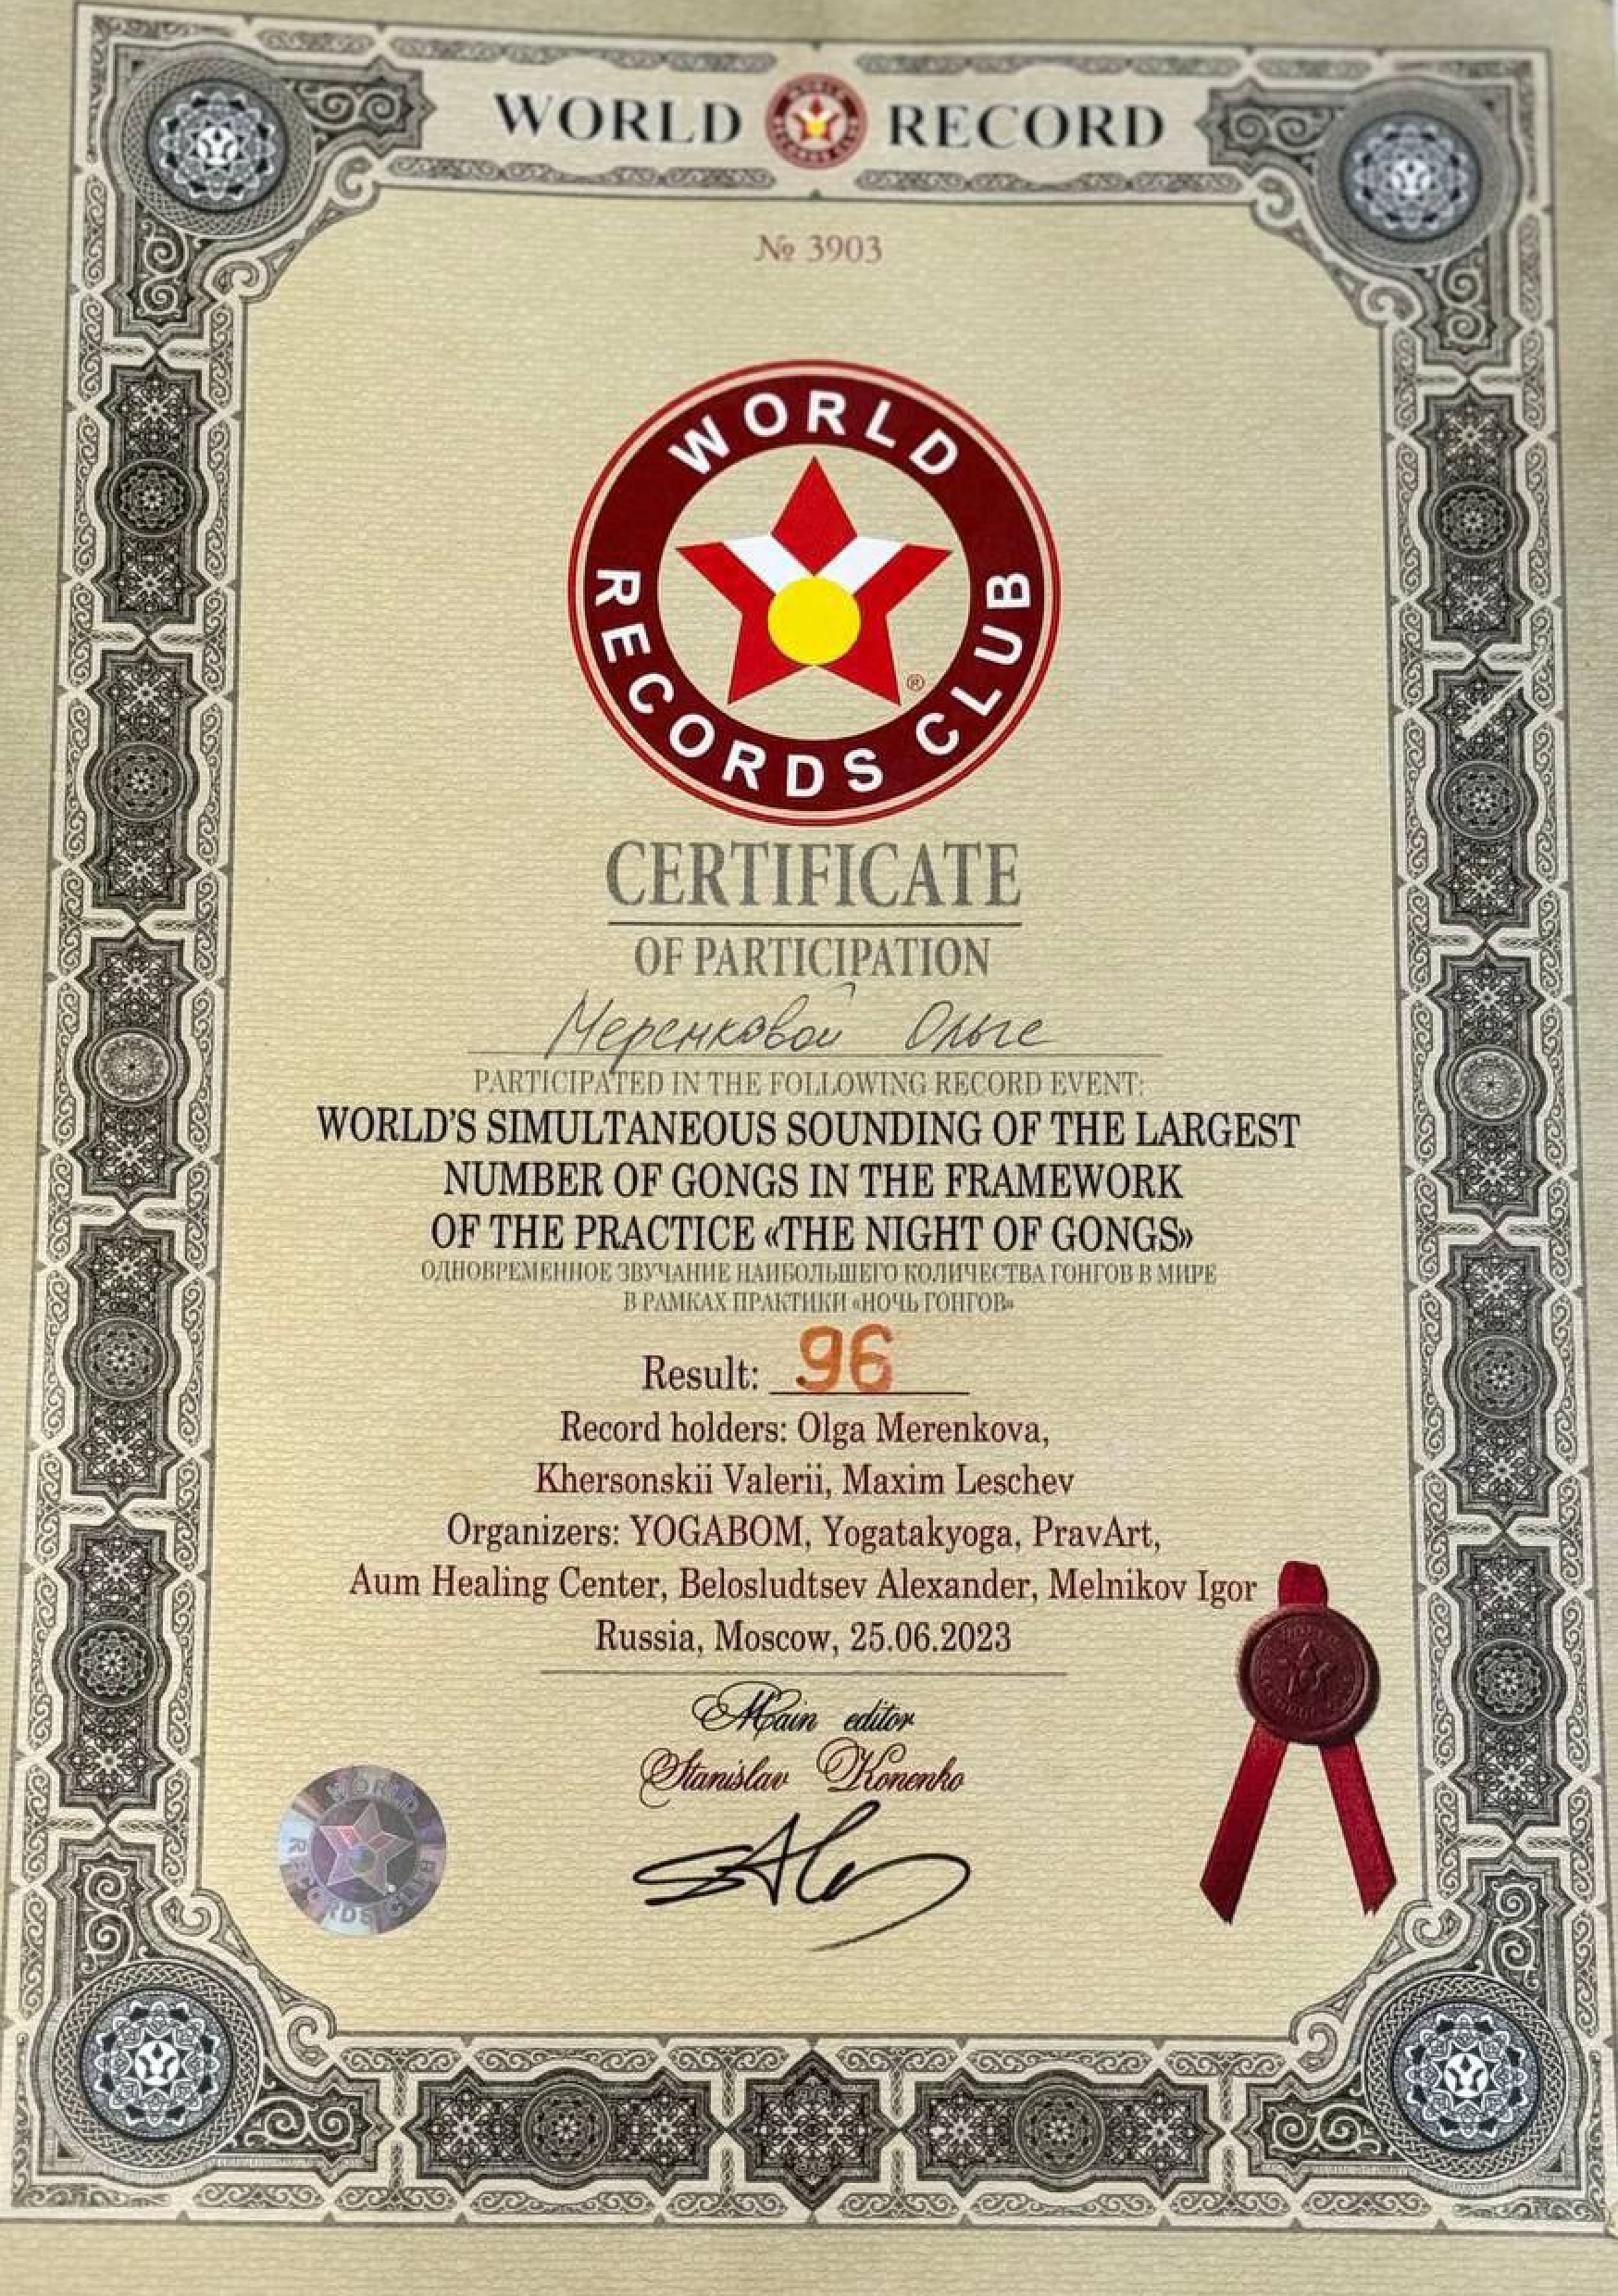 WORLD RECORD
№ 3903
WORLD RECORDS CLUB
®
CERTIFICATE
OF PARTICIPATION
Меренковой Ольге
PARTICIPATED IN THE FOLLOWING RECORD EVENT:
WORLD'S SIMULTANEOUS SOUNDING OF THE LARGEST
NUMBER OF GONGS IN THE FRAMEWORK
OF THE PRACTICE «THE NIGHT OF GONGS»
ОДНОВРЕМЕННОЕ ЗВУЧАНИЕ НАИБОЛЬШЕГО КОЛИЧЕСТВА ГОНГОВ В МИРЕ
В РАМКАХ ПРАКТИКИ «НОЧЬ ГОНГОВ»
Result: 96
Record holders: Olga Merenkova,
Khersonskii Valerii, Maxim Leschev
Organizers: YOGABOM, Yogatakyoga, PravArt,
Aum Healing Center, Belosludtsev Alexander, Melnikov Igor
Russia, Moscow, 25.06.2023
Main editor
Stanislav Konenko
WORLD RECORDS CLUB